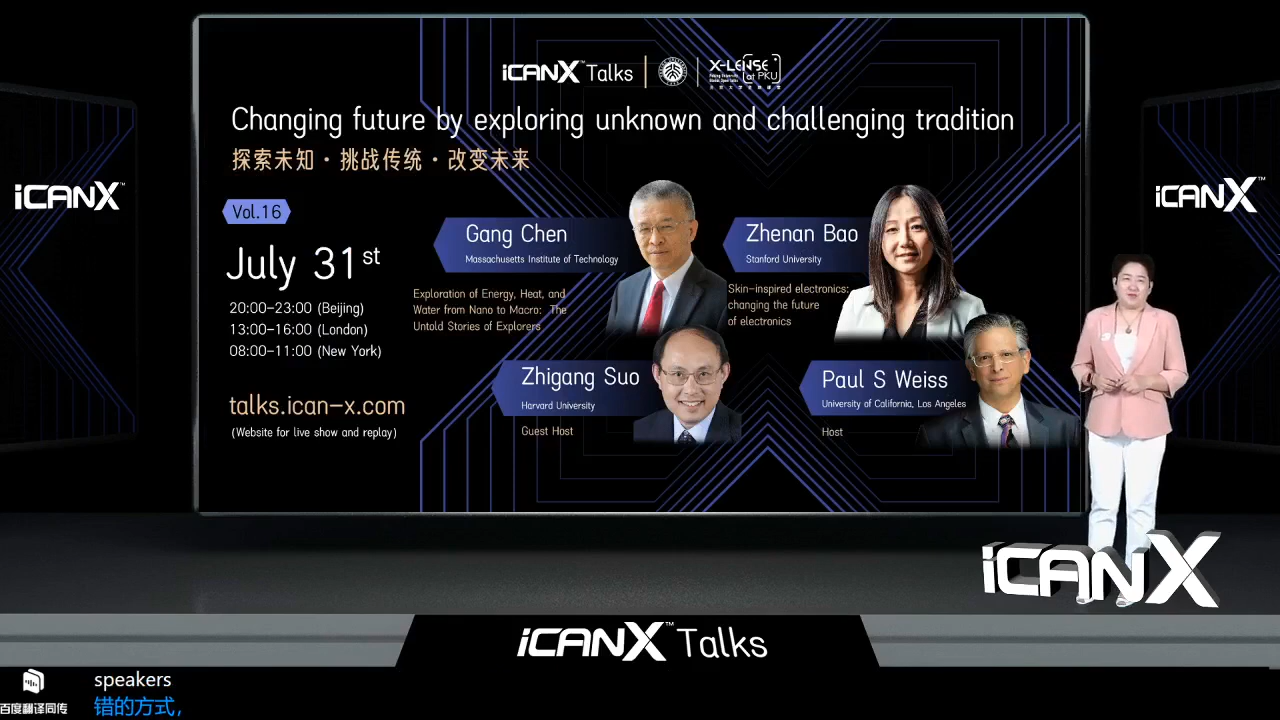 iCANX™ Talks
X-LENSE at PKU
Changing future by exploring unknown and challenging tradition
探索未知·挑战传统·改变未来
Vol.16
July 31st
20:00-23:00 (Beijing)
13:00-16:00 (London)
08:00-11:00 (New York)
talks.ican-x.com
(Website for live show and replay)
Gang Chen
Massachusetts Institute of Technology
Exploration of Energy, Heat, and
Water from Nano to Macro: The
Untold Stories of Explorers
Zhenan Bao
Stanford University
Skin-inspired electronics:
changing the future
of electronics
Zhigang Suo
Harvard University
Guest Host
Paul S Weiss
University of California, Los Angeles
Host
iCANX™
iCANX™
iCANX
iCANX™ Talks
百度翻译同传
speakers
错的方式，